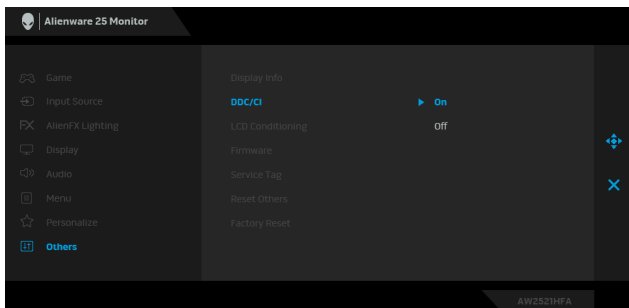 Alienware 25 Monitor
Game
Display Info
Input Source
DDC/CI
On
AlienFX Lighting
LCD Conditioning
Off
Display
Firmware
Audio
Service Tag
Menu
Reset Others
Personalize
Factory Reset
Others
AW2521HFA